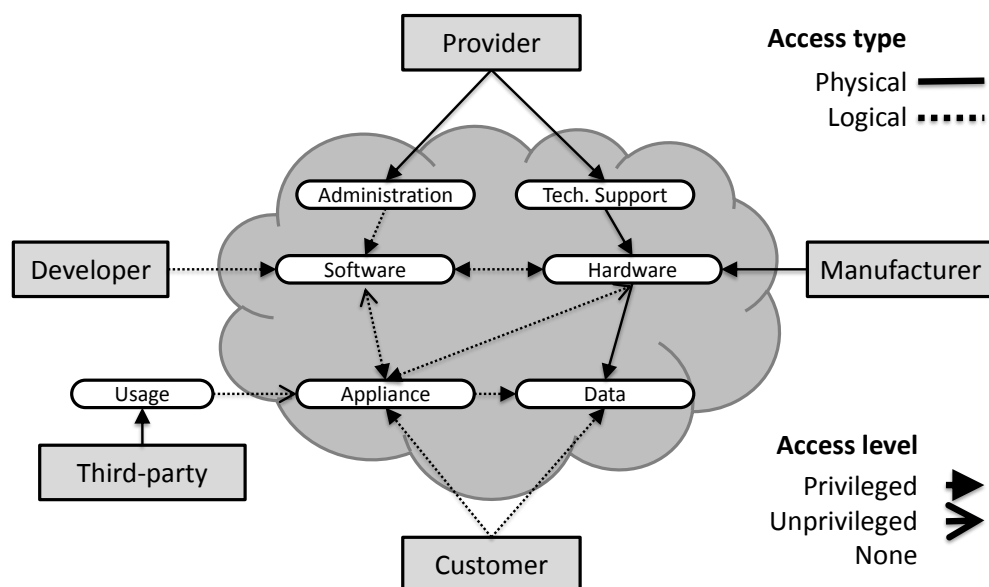 Provider
Access type
Physical
Logical
Administration
Tech. Support
Developer
Software
Hardware
Manufacturer
Usage
Appliance
Data
Third-party
Access level
Privileged
Unprivileged
None
Customer